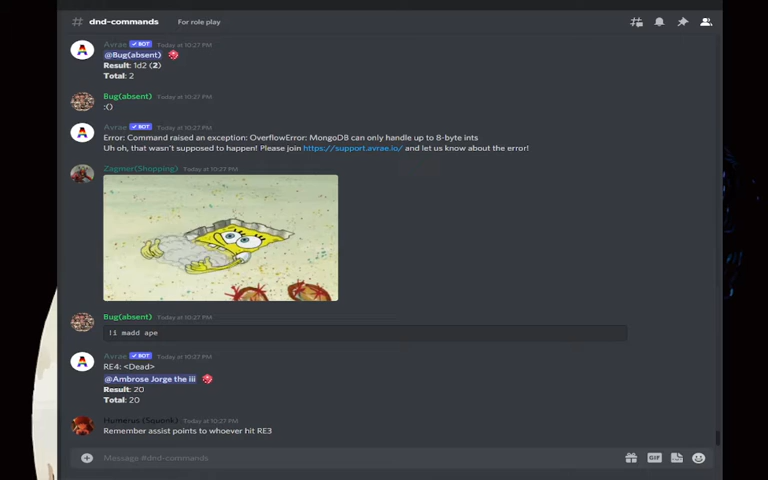 # dnd-commands For role play
Avrae BOT Today at 10:27 PM
@Bug(absent)
Result: 1d2 (2)
Total: 2
Bug(absent) Today at 10:27 PM
:()
Avrae BOT Today at 10:27 PM
Error: Command raised an exception: OverflowError: MongoDB can only handle up to 8-byte ints
Uh oh, that wasn't supposed to happen! Please join https://support.avrae.io/ and let us know about the error!
Zagmer(Shopping) Today at 10:27 PM
Bug(absent) Today at 10:27 PM
!i madd ape
Avrae BOT Today at 10:27 PM
RE4: <Dead>
@Ambrose Jorge the iii
Result: 20
Total: 20
Humerus (Squonk) Today at 10:27 PM
Remember assist points to whoever hit RE3
Message #dnd-commands
GIF